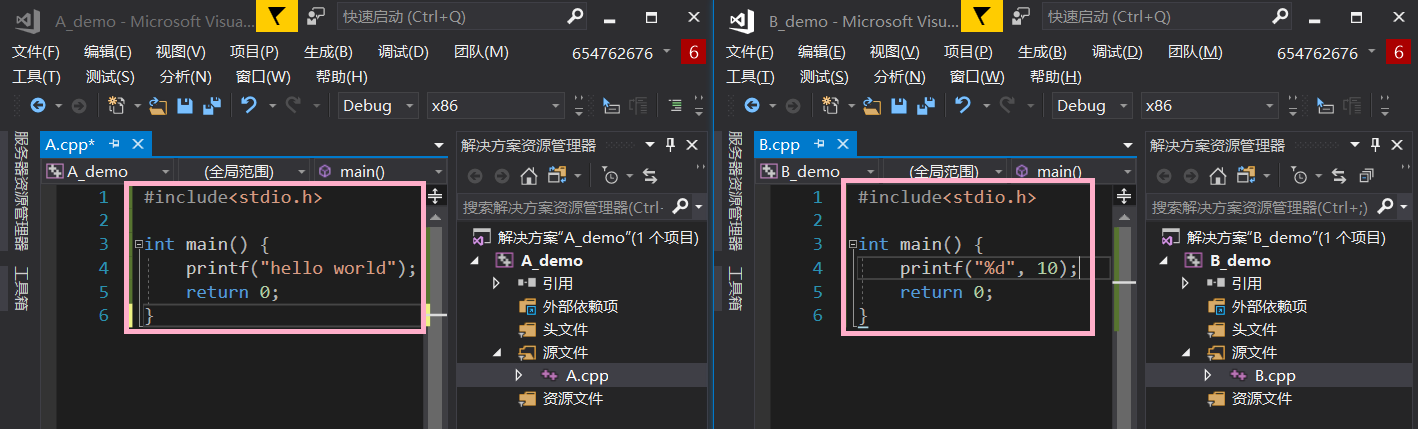 A_demo - Microsoft Visua...
快速启动 (Ctrl+Q)
文件(F) 编辑(E) 视图(V) 项目(P) 生成(B) 调试(D) 团队(M)
654762676
6
工具(T) 测试(S) 分析(N) 窗口(W) 帮助(H)
Debug
x86
服务器资源管理器
工具箱
A.cpp*
A_demo
(全局范围)
main()
1 #include<stdio.h>
2
3 int main() {
4 printf("hello world");
5 return 0;
6 }
解决方案资源管理器
搜索解决方案资源管理器(Ctrl-
解决方案"A_demo"(1 个项目)
A_demo
引用
外部依赖项
头文件
源文件
A.cpp
资源文件
B_demo - Microsoft Visua...
快速启动 (Ctrl+Q)
文件(F) 编辑(E) 视图(V) 项目(P) 生成(B) 调试(D) 团队(M)
654762676
6
工具(T) 测试(S) 分析(N) 窗口(W) 帮助(H)
Debug
x86
服务器资源管理器
工具箱
B.cpp
B_demo
(全局范围)
main()
1 #include<stdio.h>
2
3 int main() {
4 printf("%d", 10);
5 return 0;
6 }
解决方案资源管理器
搜索解决方案资源管理器(Ctrl+;)
解决方案"B_demo"(1 个项目)
B_demo
引用
外部依赖项
头文件
源文件
B.cpp
资源文件